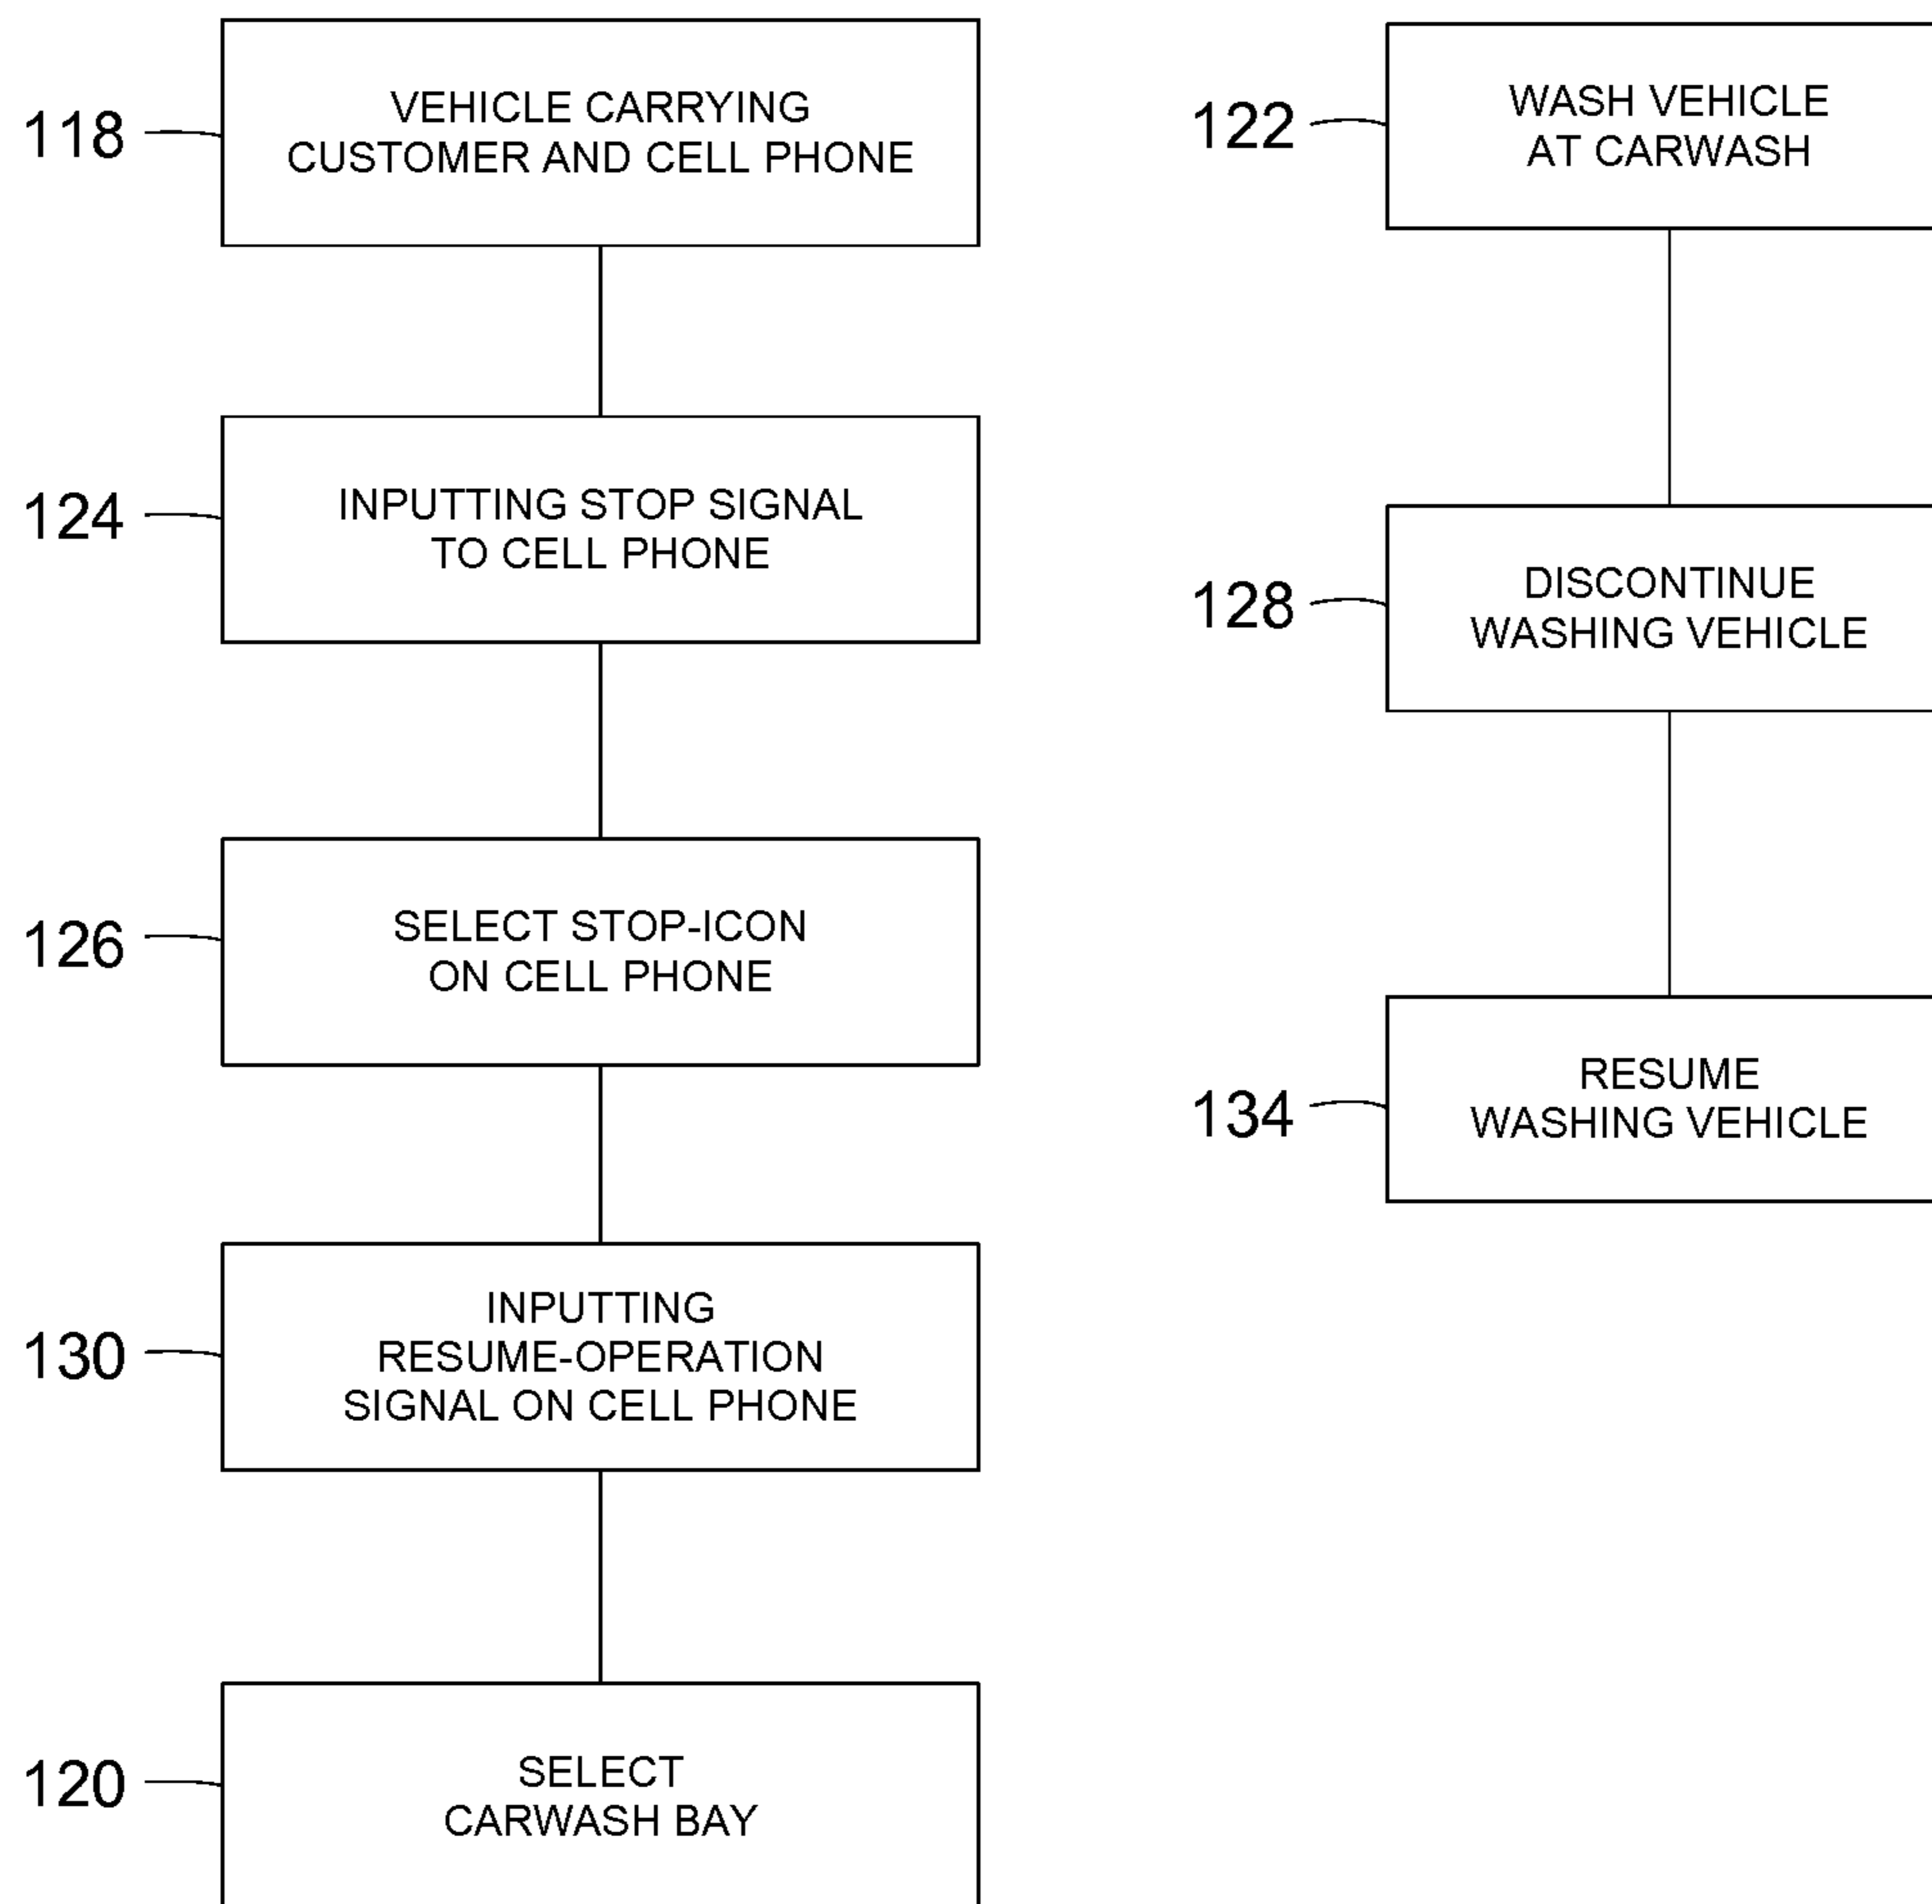 118
VEHICLE CARRYING
CUSTOMER AND CELL PHONE
124
INPUTTING STOP SIGNAL
TO CELL PHONE
126
SELECT STOP-ICON
ON CELL PHONE
130
INPUTTING
RESUME-OPERATION
SIGNAL ON CELL PHONE
120
SELECT
CARWASH BAY
122
WASH VEHICLE
AT CARWASH
128
DISCONTINUE
WASHING VEHICLE
134
RESUME
WASHING VEHICLE